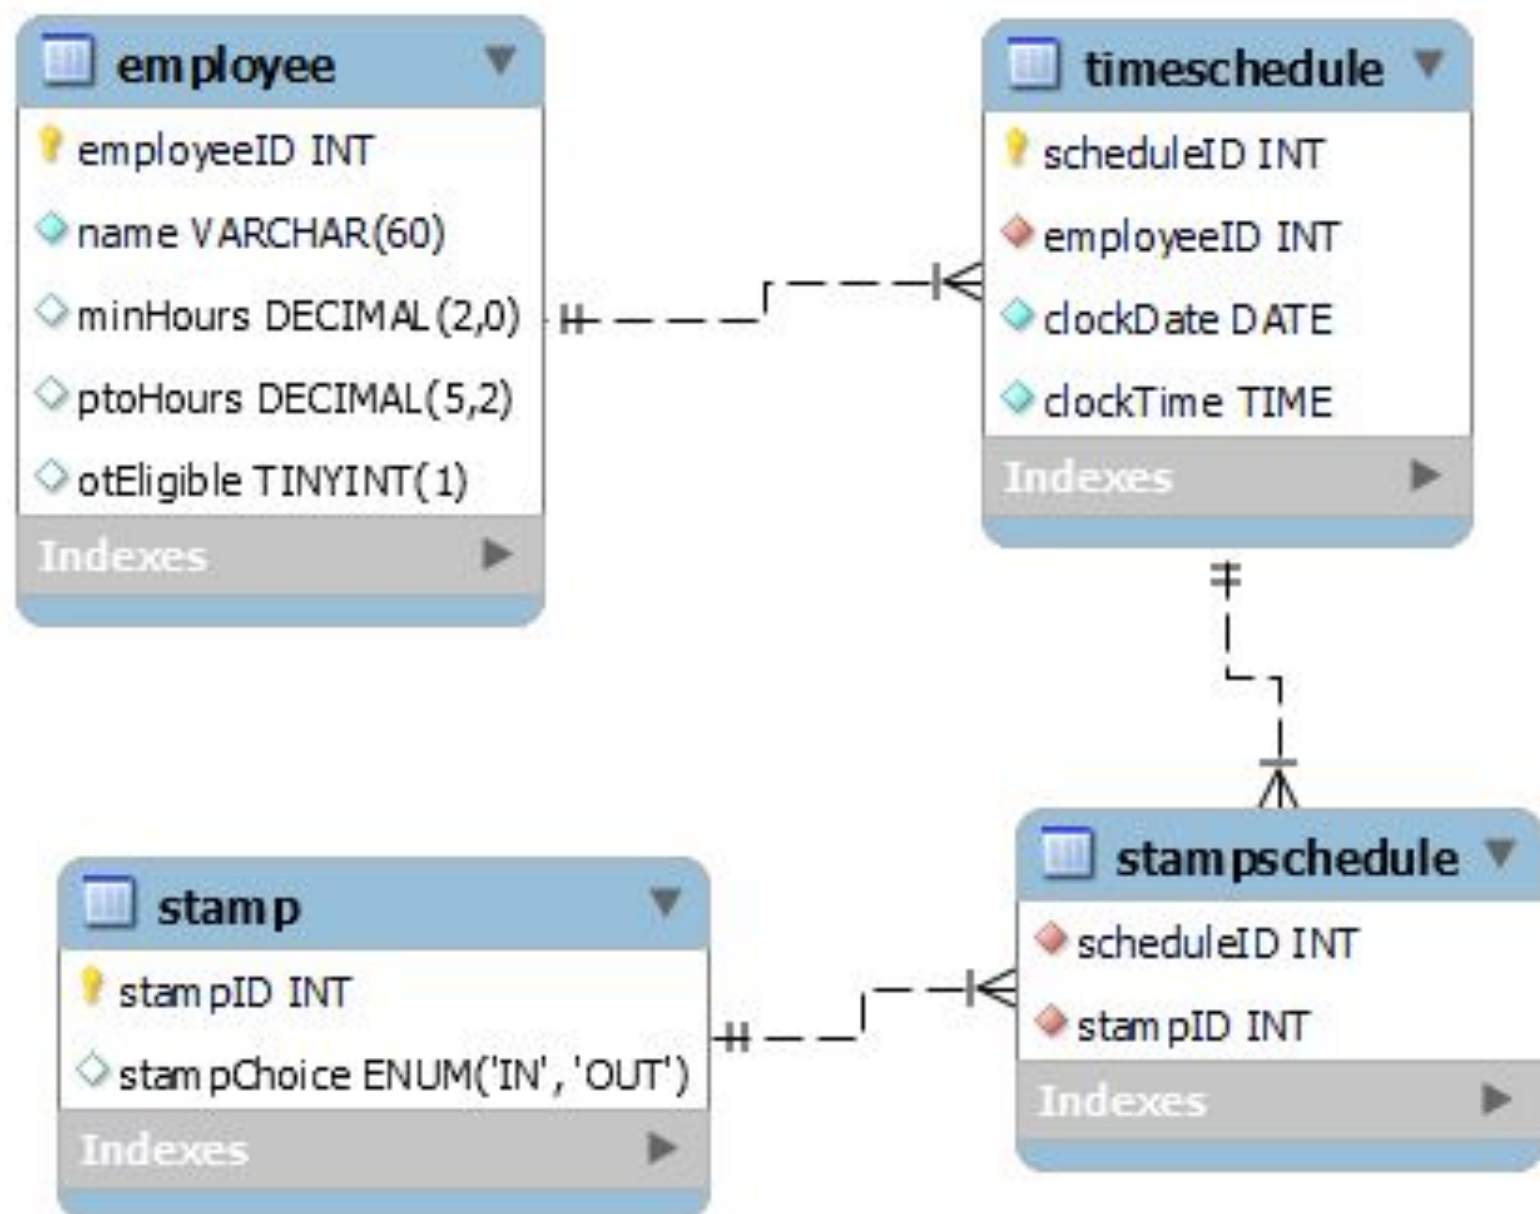 employee
employeeID INT
name VARCHAR(60)
minHours DECIMAL(2,0)
ptoHours DECIMAL(5,2)
otEligible TINYINT(1)
Indexes
timeschedule
scheduleID INT
employeeID INT
clockDate DATE
clockTime TIME
Indexes
stamp
stampID INT
stampChoice ENUM('IN', 'OUT')
Indexes
stampschedule
scheduleID INT
stampID INT
Indexes